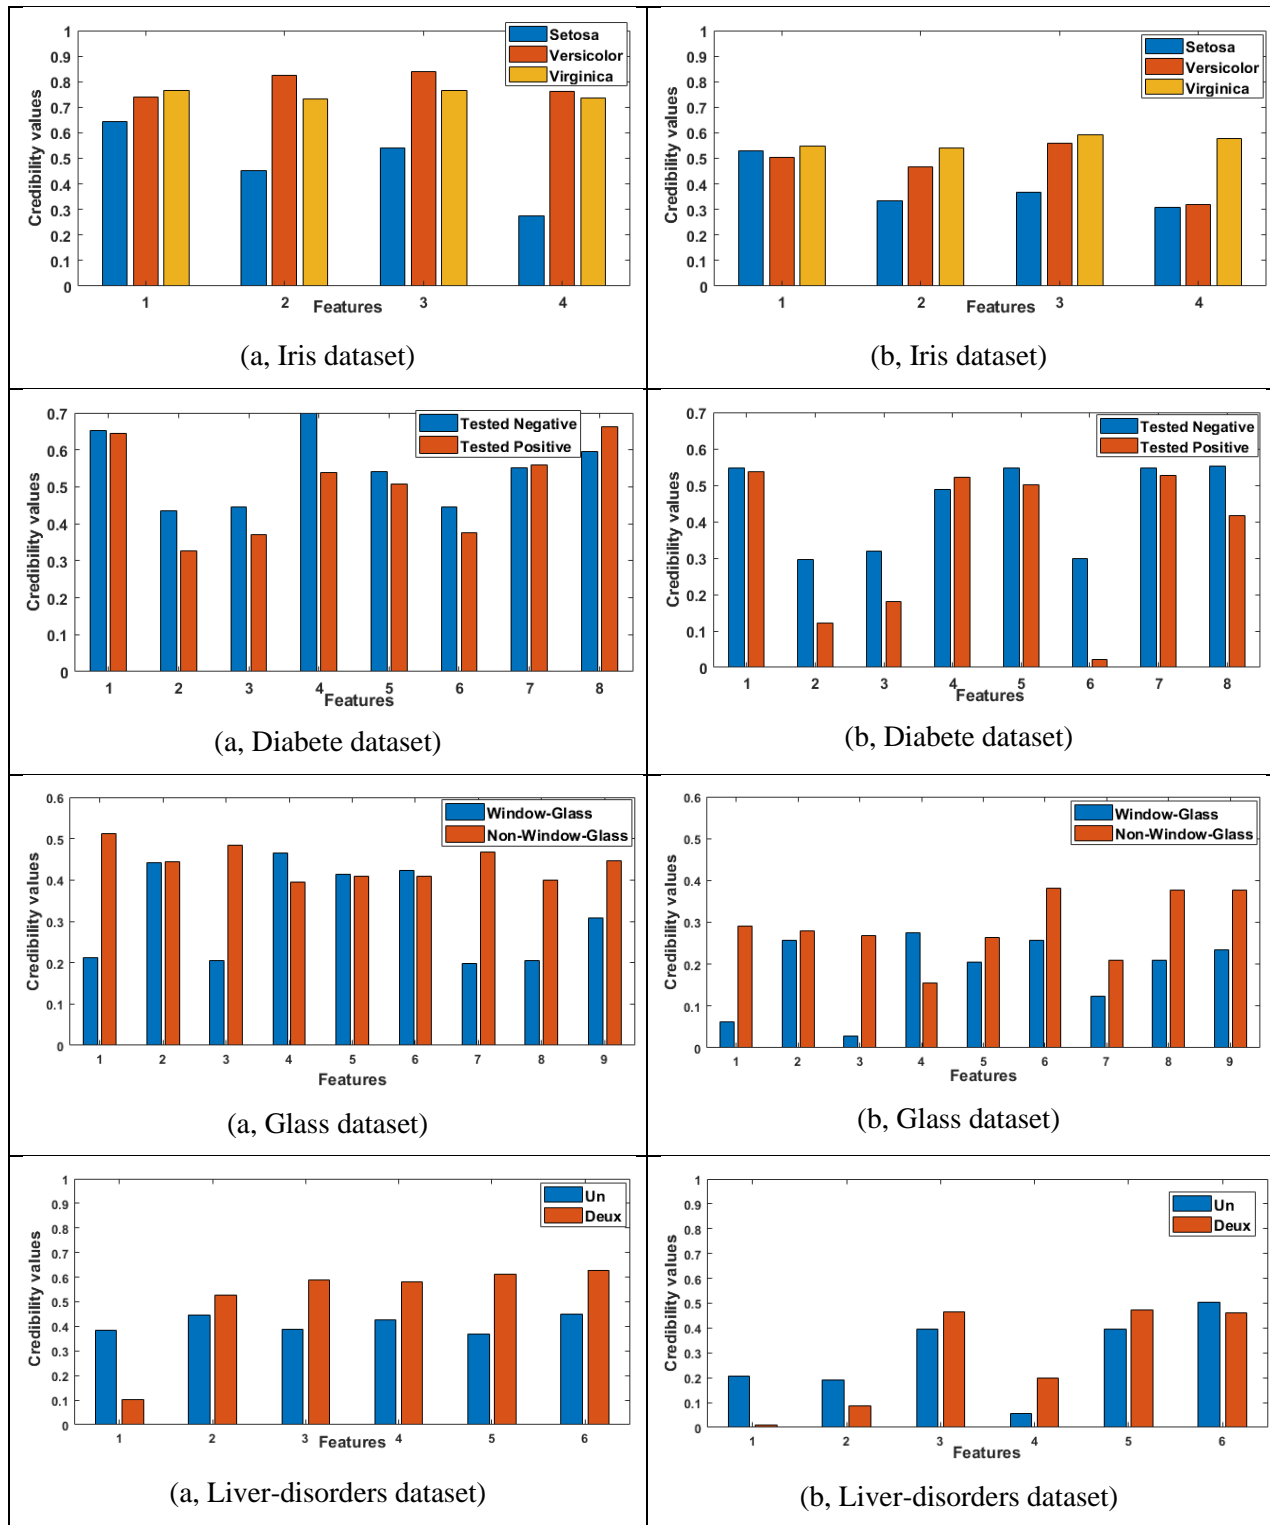 1
0.9
0.8
0.7
0.6
0.5
0.4
0.3
0.2
0.1
0
Credibility values
Setosa
Versicolor
Virginica
1 2 3 4
Features
(a, Iris dataset)
1
0.9
0.8
0.7
0.6
0.5
0.4
0.3
0.2
0.1
0
Credibility values
Setosa
Versicolor
Virginica
1 2 3 4
Features
(b, Iris dataset)
0.7
0.6
0.5
0.4
0.3
0.2
0.1
0
Credibility values
Tested Negative
Tested Positive
1 2 3 4 5 6 7 8
Features
(a, Diabete dataset)
0.7
0.6
0.5
0.4
0.3
0.2
0.1
0
Credibility values
Tested Negative
Tested Positive
1 2 3 4 5 6 7 8
Features
(b, Diabete dataset)
0.6
0.5
0.4
0.3
0.2
0.1
0
Credibility values
Window-Glass
Non-Window-Glass
1 2 3 4 5 6 7 8 9
Features
(a, Glass dataset)
0.6
0.5
0.4
0.3
0.2
0.1
0
Credibility values
Window-Glass
Non-Window-Glass
1 2 3 4 5 6 7 8 9
Features
(b, Glass dataset)
1
0.9
0.8
0.7
0.6
0.5
0.4
0.3
0.2
0.1
0
Credibility values
Un
Deux
1 2 3 4 5 6
Features
(a, Liver-disorders dataset)
1
0.9
0.8
0.7
0.6
0.5
0.4
0.3
0.2
0.1
0
Credibility values
Un
Deux
1 2 3 4 5 6
Features
(b, Liver-disorders dataset)